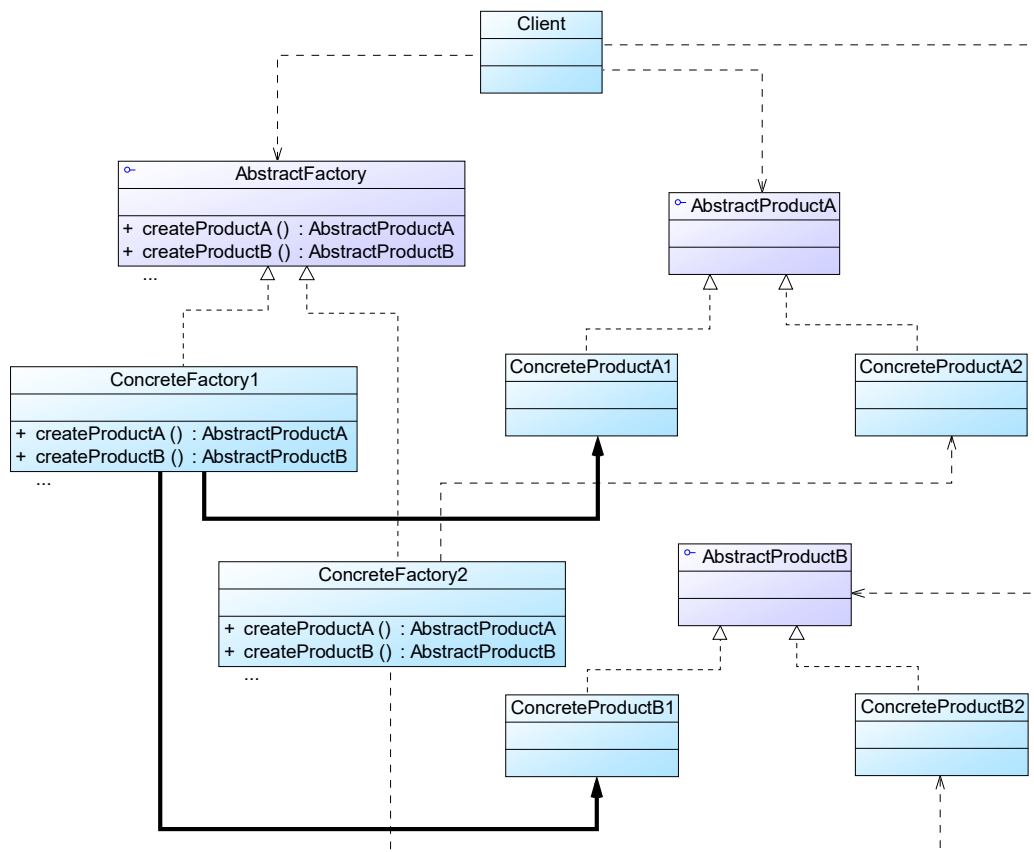 Client
AbstractFactory
+ createProductA () : AbstractProductA
+ createProductB () : AbstractProductB
...
AbstractProductA
ConcreteFactory1
+ createProductA () : AbstractProductA
+ createProductB () : AbstractProductB
...
ConcreteProductA1
ConcreteProductA2
ConcreteFactory2
+ createProductA () : AbstractProductA
+ createProductB () : AbstractProductB
...
AbstractProductB
ConcreteProductB1
ConcreteProductB2